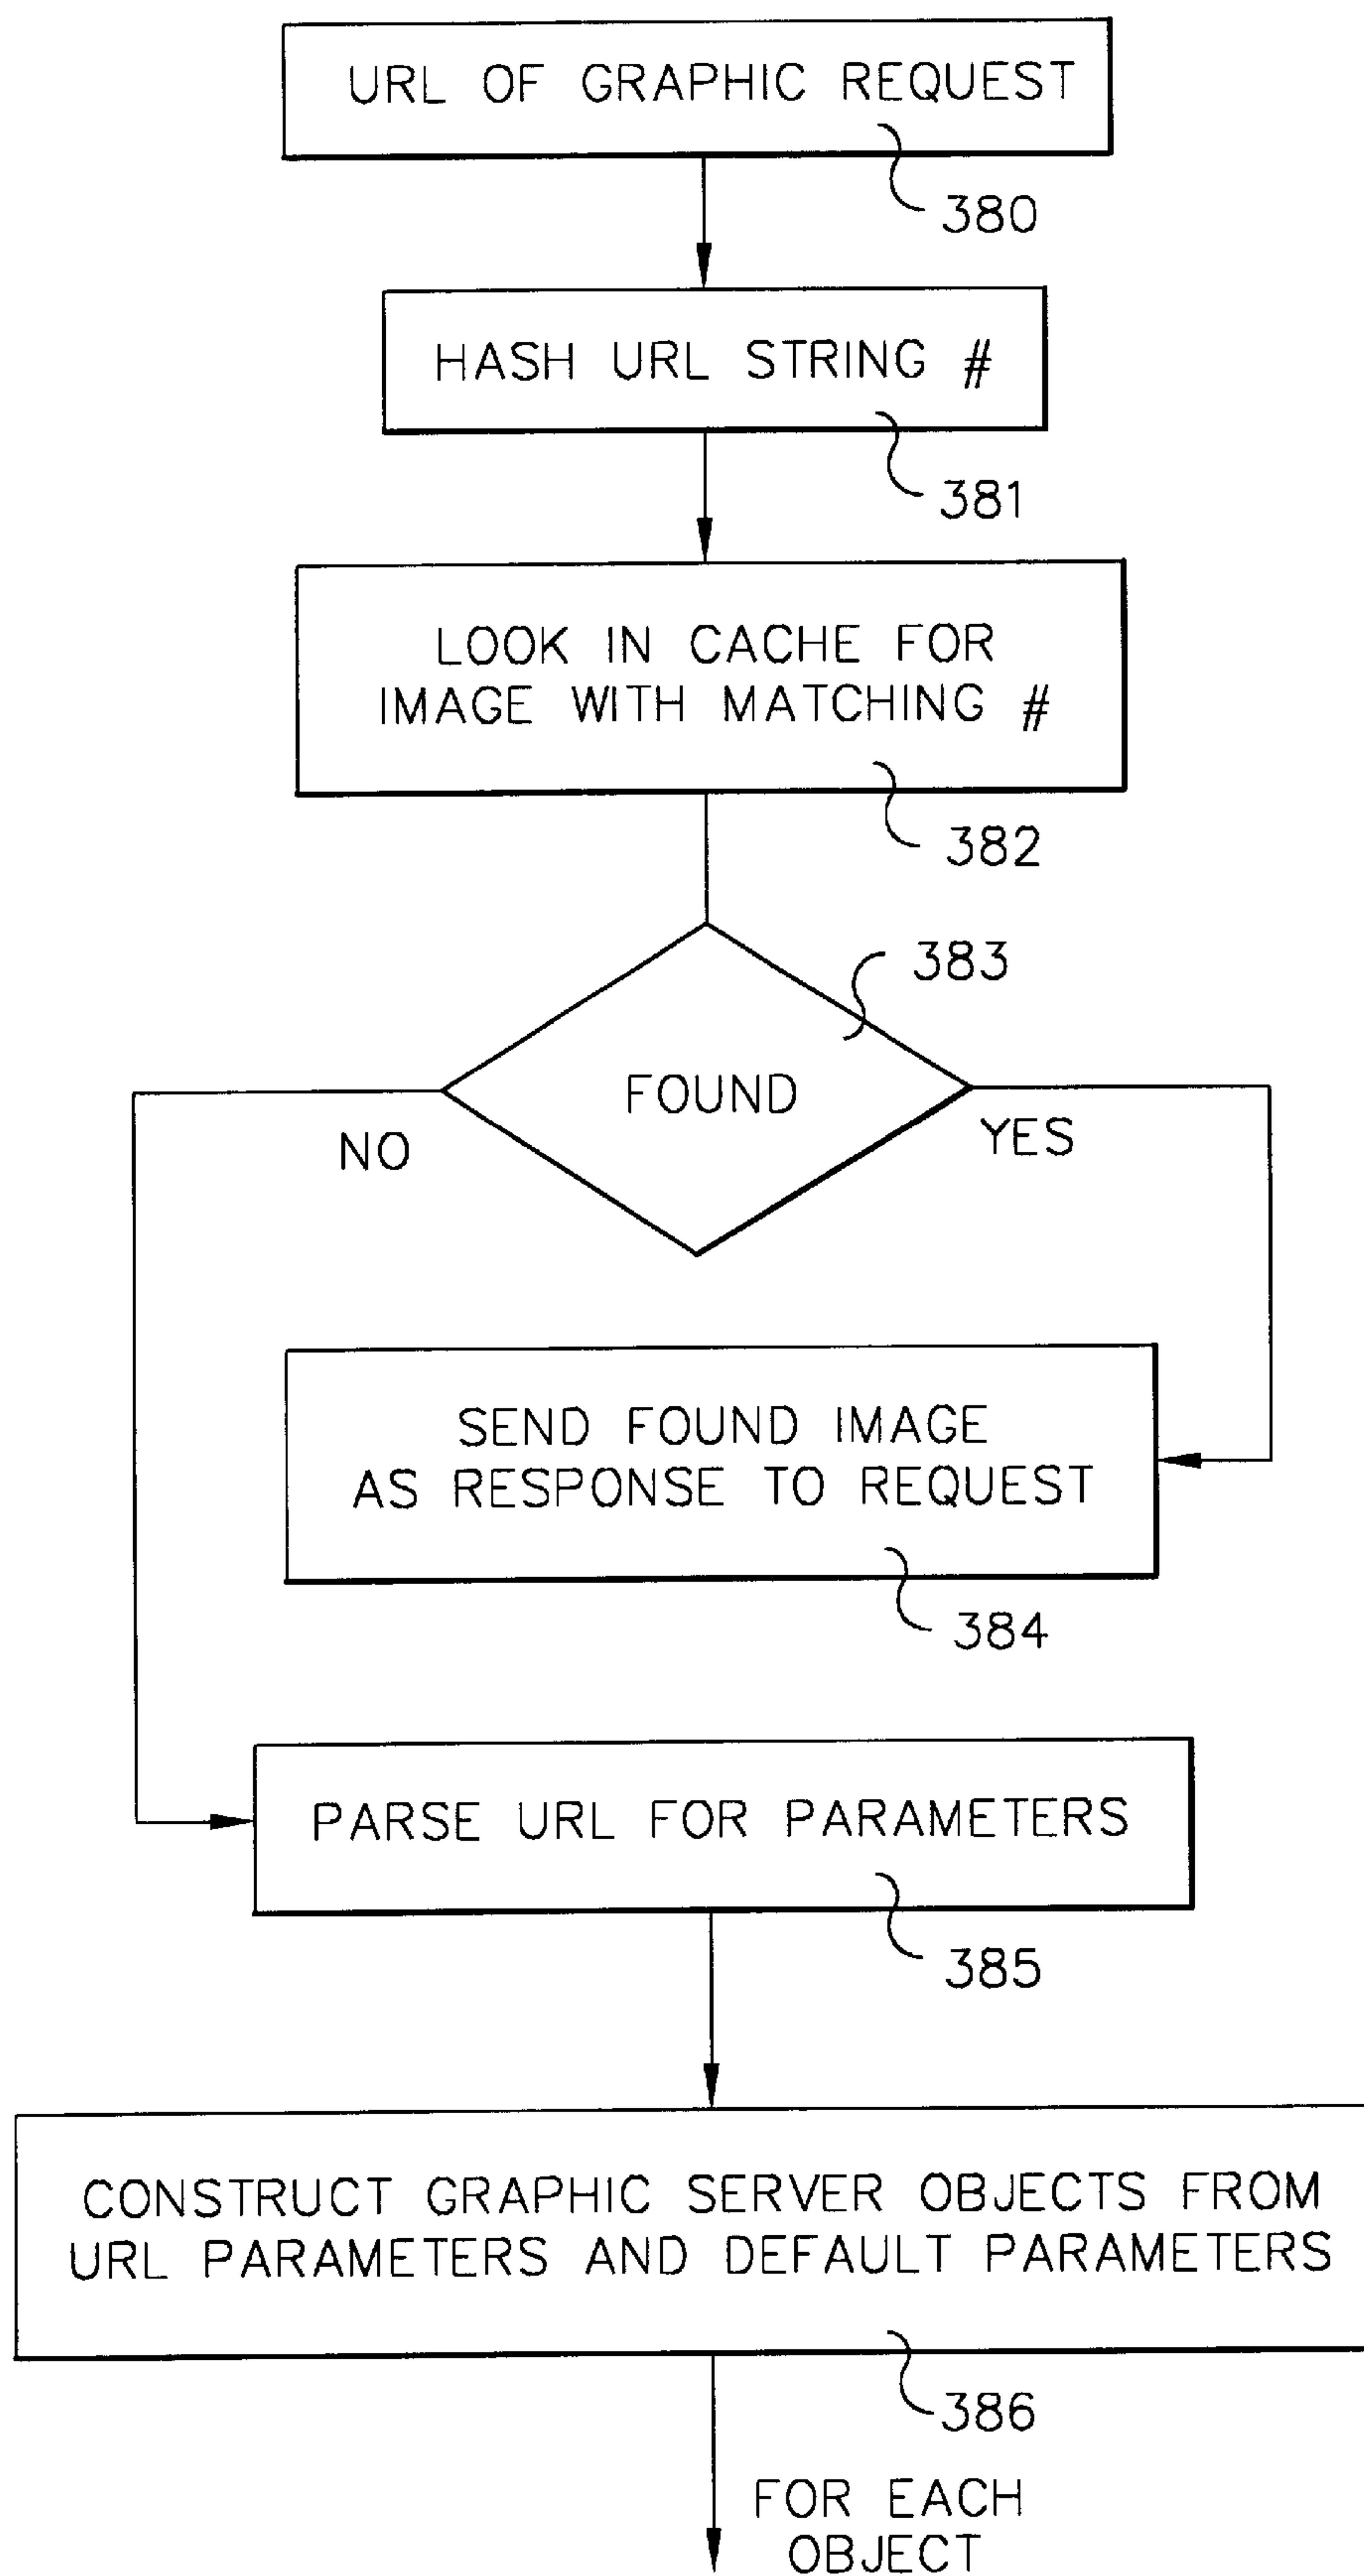 URL OF GRAPHIC REQUEST
380
HASH URL STRING #
381
LOOK IN CACHE FOR
IMAGE WITH MATCHING #
382
383
FOUND
NO
YES
SEND FOUND IMAGE
AS RESPONSE TO REQUEST
384
PARSE URL FOR PARAMETERS
385
CONSTRUCT GRAPHIC SERVER OBJECTS FROM
URL PARAMETERS AND DEFAULT PARAMETERS
386
FOR EACH
OBJECT